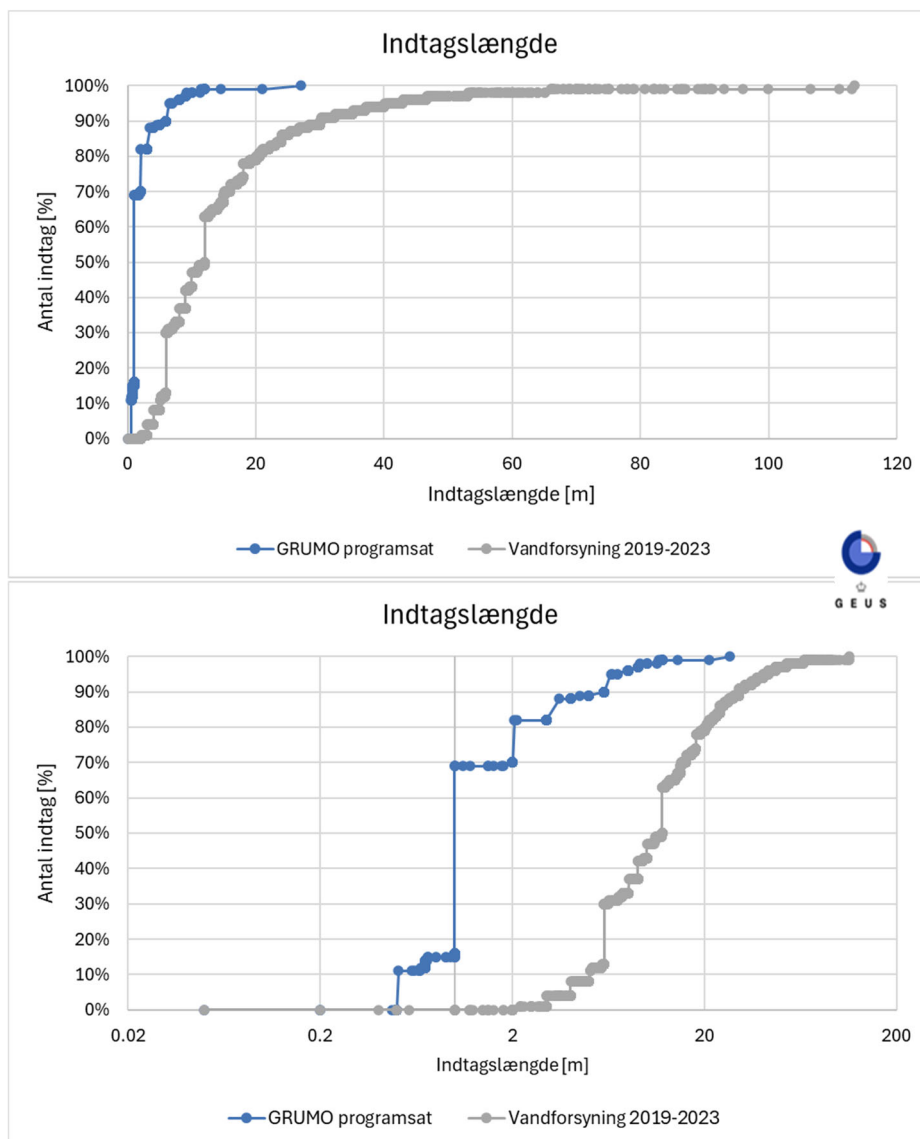 Indtagslængde
100%
90%
80%
70%
60%
50%
40%
30%
20%
10%
0%
Antal indtag [%]
0 20 40 60 80 100 120
Indtagslængde [m]
GRUMO programsat Vandforsyning 2019-2023
G E U S
Indtagslængde
100%
90%
80%
70%
60%
50%
40%
30%
20%
10%
0%
Antal indtag [%]
0.02 0.2 2 20 200
Indtagslængde [m]
GRUMO programsat Vandforsyning 2019-2023